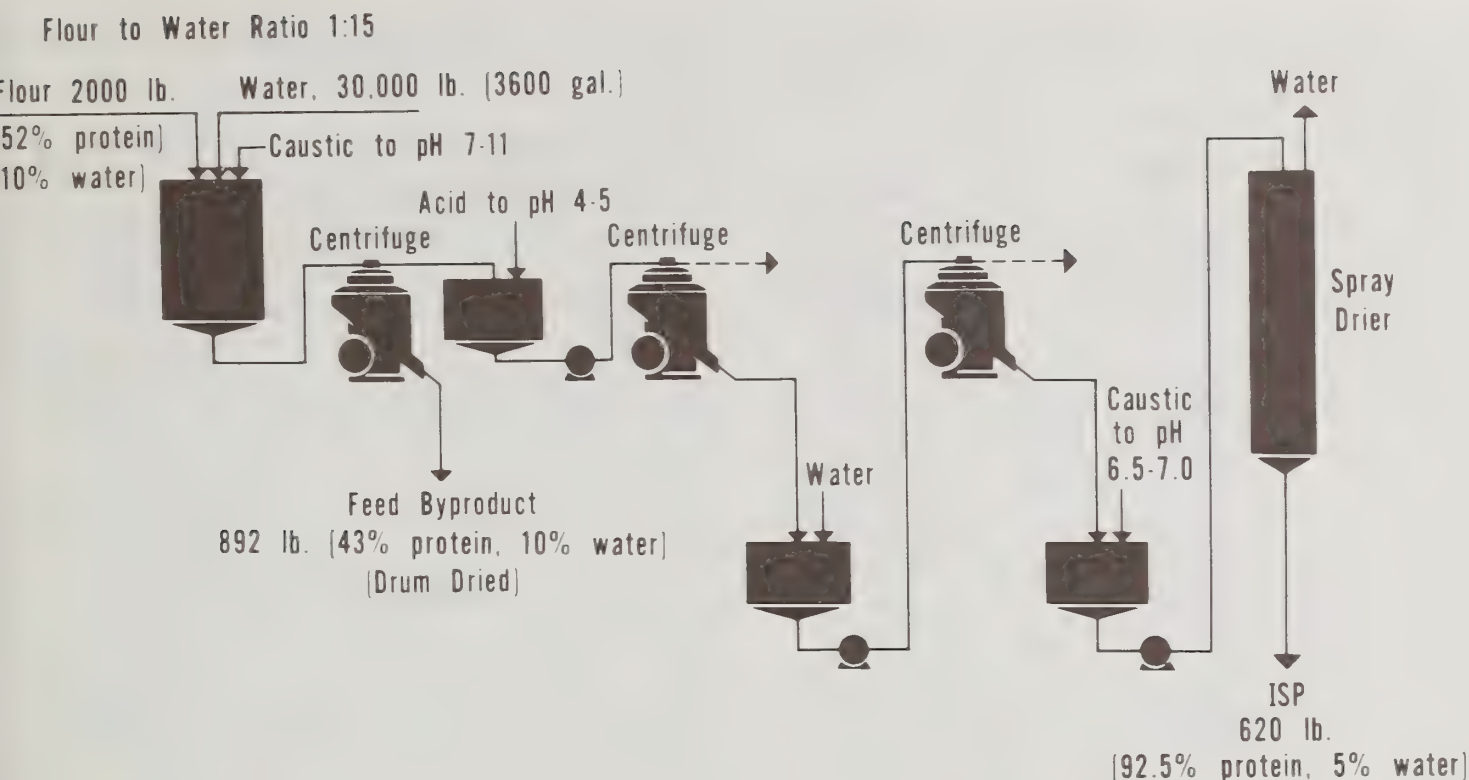 Flour to Water Ratio 1:15
Flour 2000 lb.
Water, 30,000 lb. (3600 gal.)
52% protein)
10% water)
Caustic to pH 7-11
Acid to pH 4-5
Centrifuge
Centrifuge
Centrifuge
Water
Spray
Drier
Feed Byproduct
892 lb. (43% protein, 10% water)
(Drum Dried)
Water
Caustic
to pH
6.5-7.0
ISP
620 lb.
(92.5% protein, 5% water)